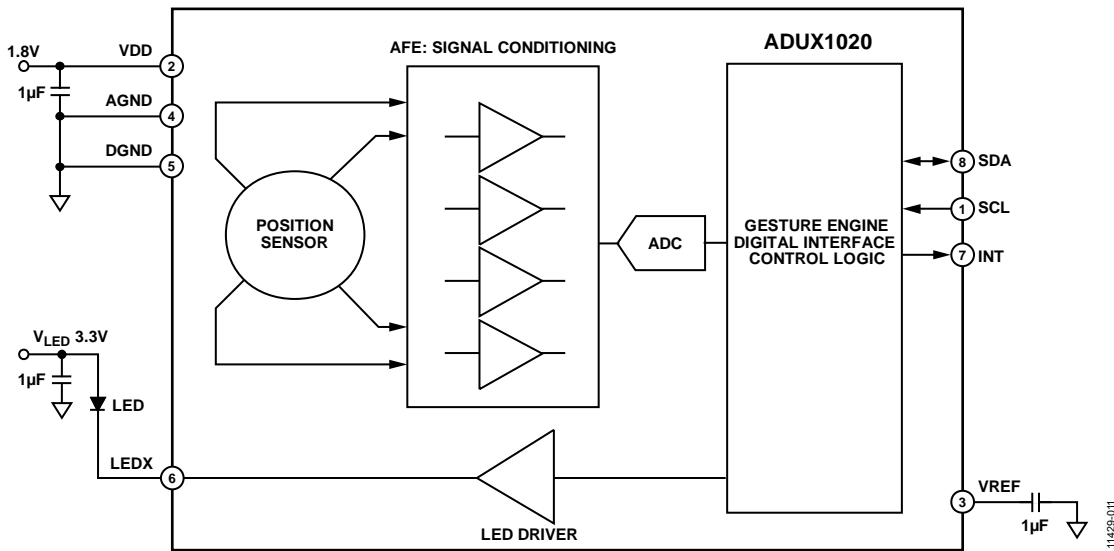 ADUX1020
AFE: SIGNAL CONDITIONING
1.8V
VDD
2
1µF
AGND
4
DGND
5
POSITION
SENSOR
ADC
GESTURE ENGINE
DIGITAL INTERFACE
CONTROL LOGIC
8
SDA
1
SCL
7
INT
VLED 3.3V
1µF
LED
LEDX
6
LED DRIVER
3
VREF
1µF
11429-011